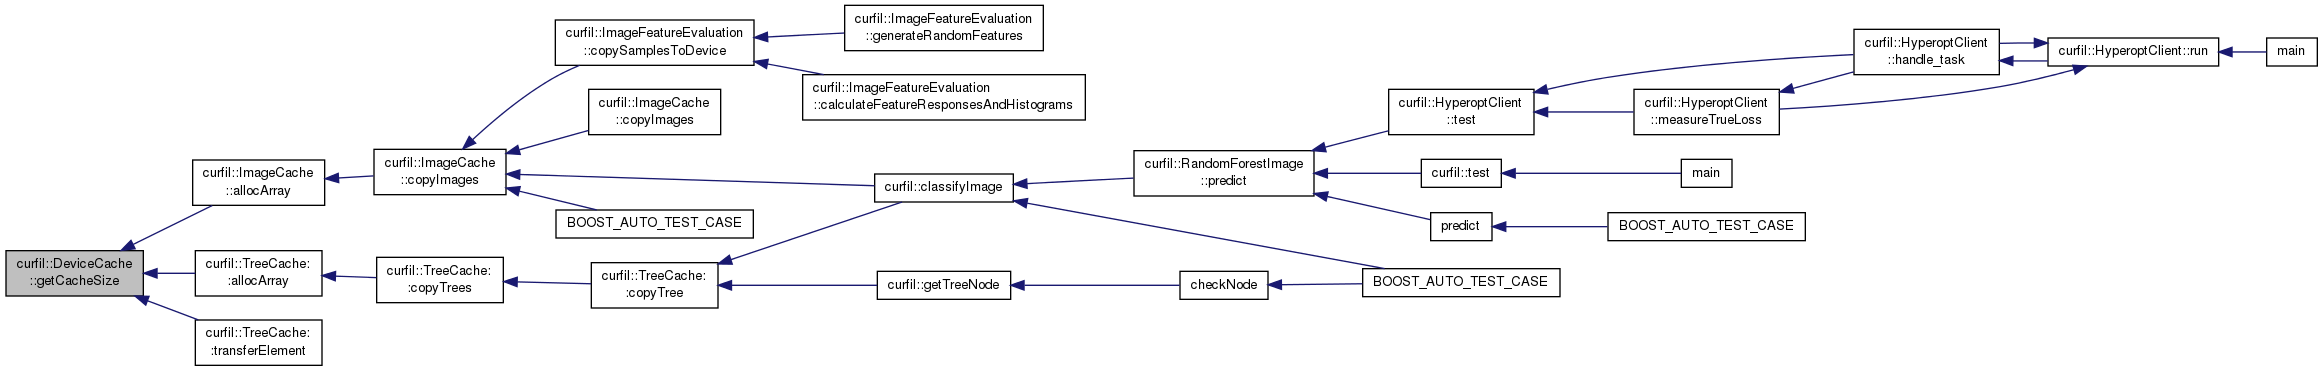 curfil::DeviceCache
::getCacheSize
curfil::ImageCache
::allocArray
curfil::TreeCache:
:allocArray
curfil::TreeCache:
:transferElement
curfil::ImageCache
::copyImages
curfil::TreeCache:
:copyTrees
curfil::ImageFeatureEvaluation
::copySamplesToDevice
curfil::ImageCache
::copyImages
BOOST_AUTO_TEST_CASE
curfil::TreeCache:
:copyTree
curfil::ImageFeatureEvaluation
::generateRandomFeatures
curfil::ImageFeatureEvaluation
::calculateFeatureResponsesAndHistograms
curfil::classifyImage
curfil::getTreeNode
curfil::RandomForestImage
::predict
checkNode
curfil::HyperoptClient
::test
curfil::test
predict
BOOST_AUTO_TEST_CASE
curfil::HyperoptClient
::measureTrueLoss
main
BOOST_AUTO_TEST_CASE
curfil::HyperoptClient
::handle_task
curfil::HyperoptClient::run
main